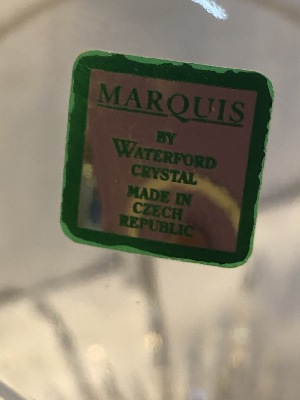 MARQUIS
BY
WATERFORD
CRYSTAL
MADE IN
CZECH
REPUBLIC